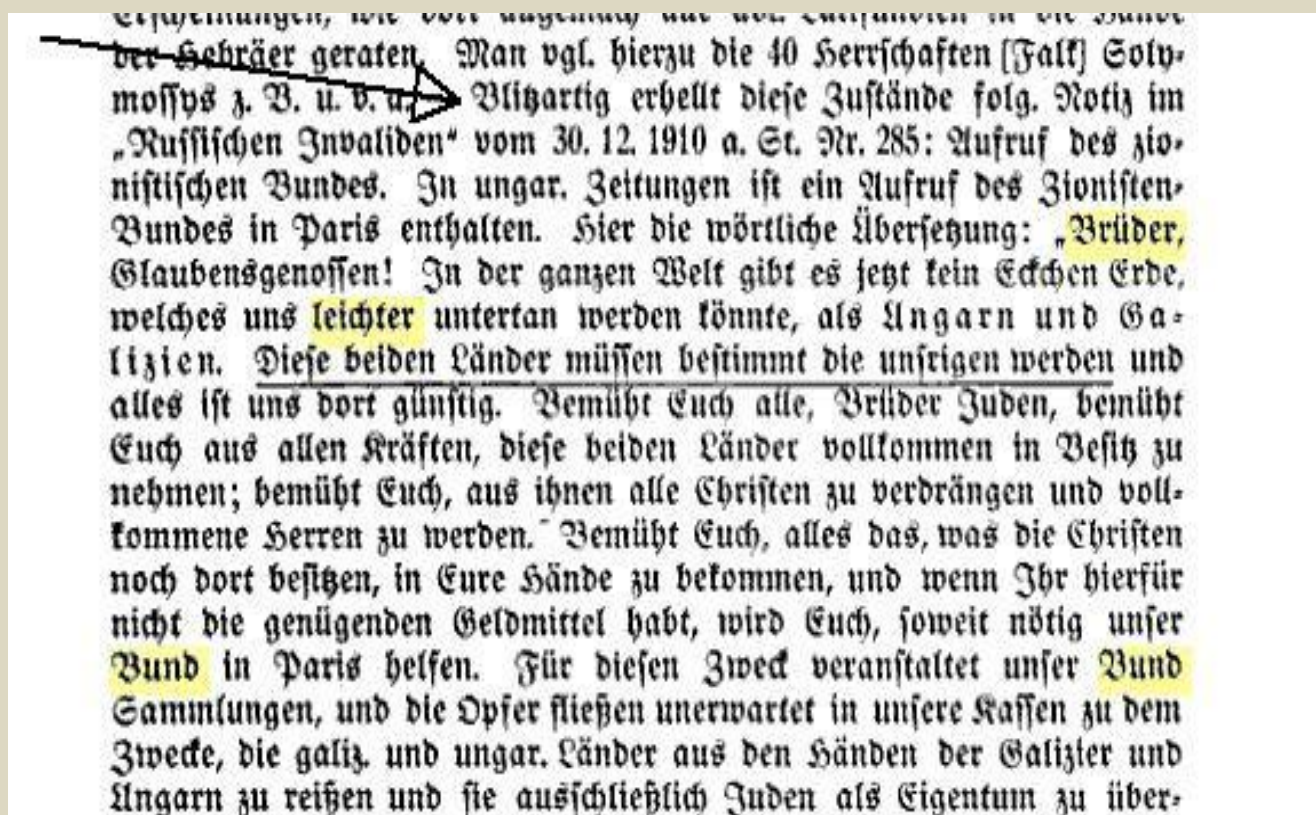 Erscheinungen, wie dort allgemach die adl. Latifundien in die Hände
der Hebräer geraten. Man vgl. hierzu die 40 Herrschaften [Falk] Soly-
mossys z. B. u. v. a. Blitzartig erhellt diese Zustände folg. Notiz im
„Russischen Invaliden“ vom 30. 12. 1910 a. St. Nr. 285: Aufruf des zio-
nistischen Bundes. In ungar. Zeitungen ist ein Aufruf des Zionisten-
Bundes in Paris enthalten. Hier die wörtliche Übersetzung: „Brüder,
Glaubensgenossen! In der ganzen Welt gibt es jetzt kein Eckchen Erde,
welches uns leichter untertan werden könnte, als Ungarn und Ga-
lizien. Diese beiden Länder müssen bestimmt die unsrigen werden und
alles ist uns dort günstig. Bemüht Euch alle, Brüder Juden, bemüht
Euch aus allen Kräften, diese beiden Länder vollkommen in Besitz zu
nehmen; bemüht Euch, aus ihnen alle Christen zu verdrängen und voll-
kommene Herren zu werden. Bemüht Euch, alles das, was die Christen
noch dort besitzen, in Eure Hände zu bekommen, und wenn Ihr hierfür
nicht die genügenden Geldmittel habt, wird Euch, soweit nötig unser
Bund in Paris helfen. Für diesen Zweck veranstaltet unser Bund
Sammlungen, und die Opfer fließen unerwartet in unsere Kassen zu dem
Zwecke, die galiz. und ungar. Länder aus den Händen der Galizier und
Ungarn zu reißen und sie ausschließlich Juden als Eigentum zu über-